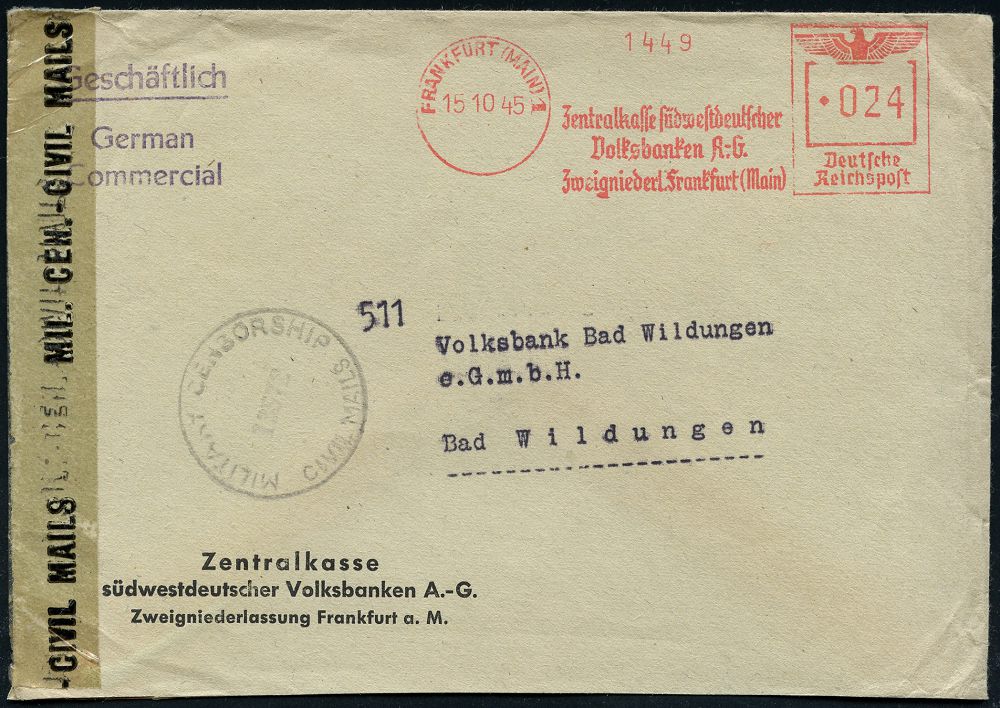 CIVIL MAILS MIL. CEN.-CIVIL MAILS
Geschäftlich
German
Commercial
FRANKFURT (MAIN) 1
15 10 45
1449
Zentralkasse südwestdeutscher
Volksbanken A.-G.
Zweigniederl. Frankfurt (Main)
024
Deutsche
Reichspost
511
MILITARY CENSORSHIP CIVIL MAILS
Volksbank Bad Wildungen
e.G.m.b.H.
Bad Wildungen
Zentralkasse
südwestdeutscher Volksbanken A.-G.
Zweigniederlassung Frankfurt a. M.